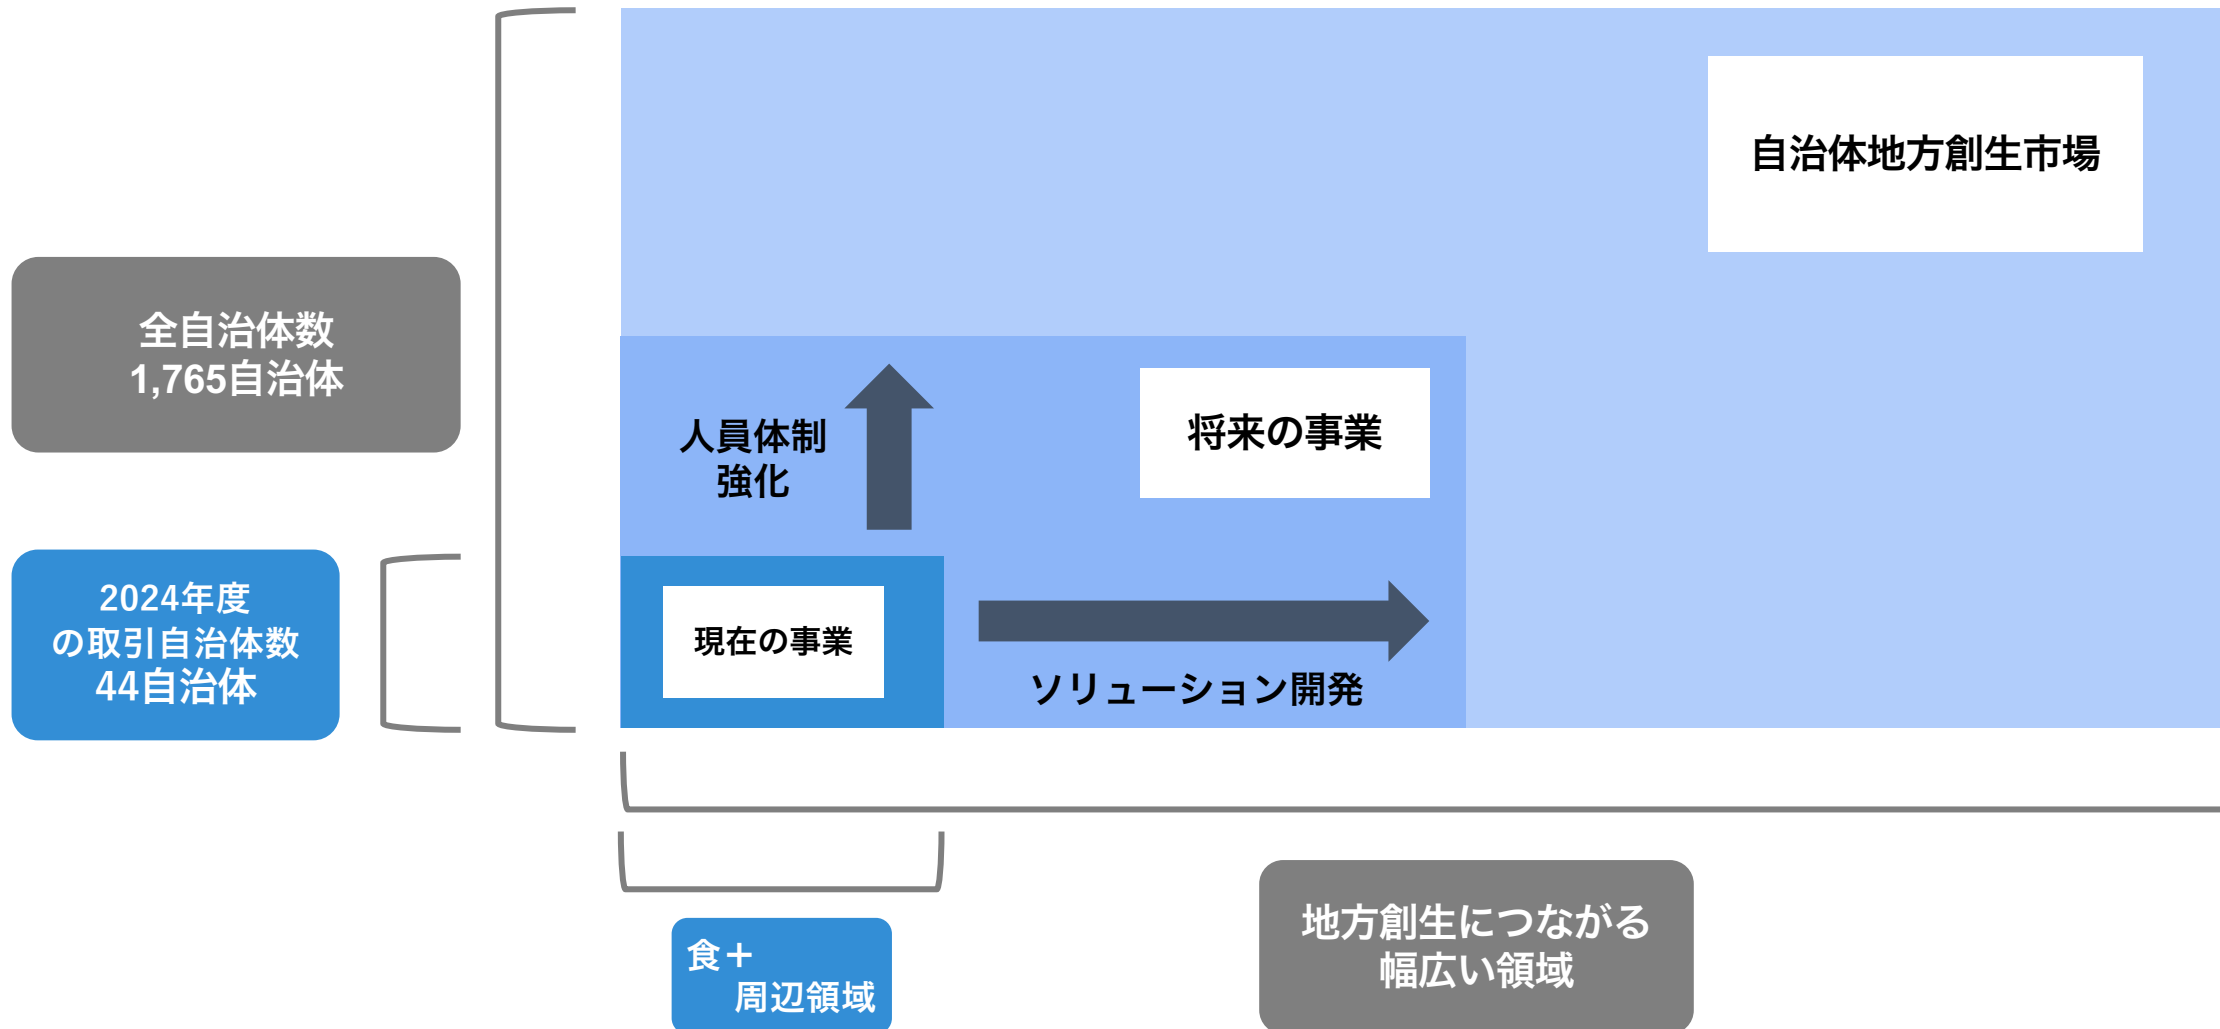 自治体地方創生市場
全自治体数
1,765自治体
人員体制
強化
将来の事業
2024年度
の取引自治体数
44自治体
現在の事業
ソリューション開発
食＋
周辺領域
地方創生につながる
幅広い領域